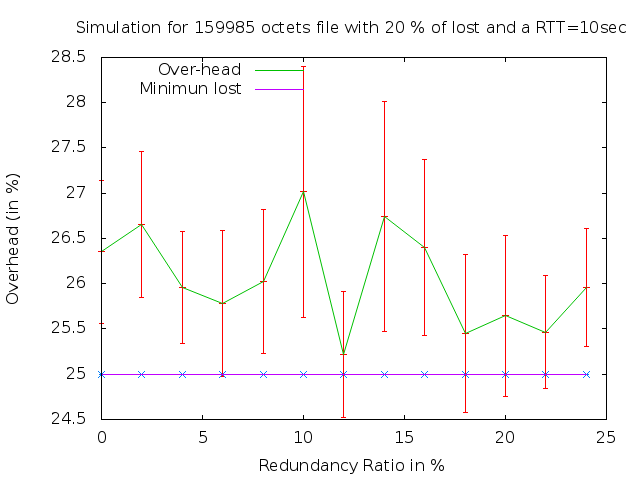 Simulation for 159985 octets file with 20 % of lost and a RTT=10sec
Over-head
Minimun lost
28.5
28
27.5
27
26.5
26
25.5
25
24.5
Overhead (in %)
0 5 10 15 20 25
Redundancy Ratio in %